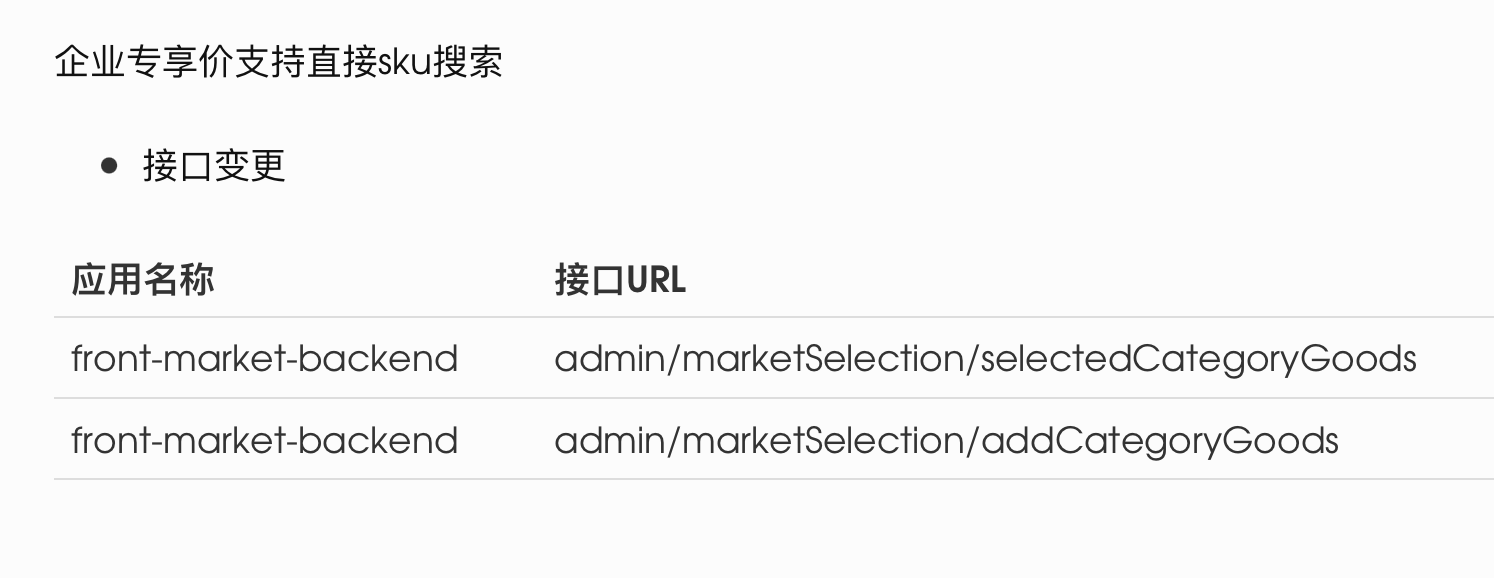 企业专享价支持直接sku搜索
接口变更
应用名称 接口URL
front-market-backend admin/marketSelection/selectedCategoryGoods
front-market-backend admin/marketSelection/addCategoryGoods